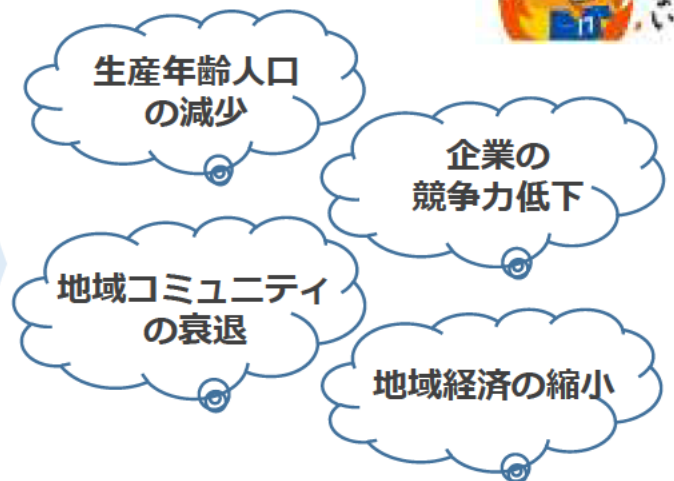 生産年齢人口
の減少
企業の
競争力低下
地域コミュニティ
の衰退
地域経済の縮小